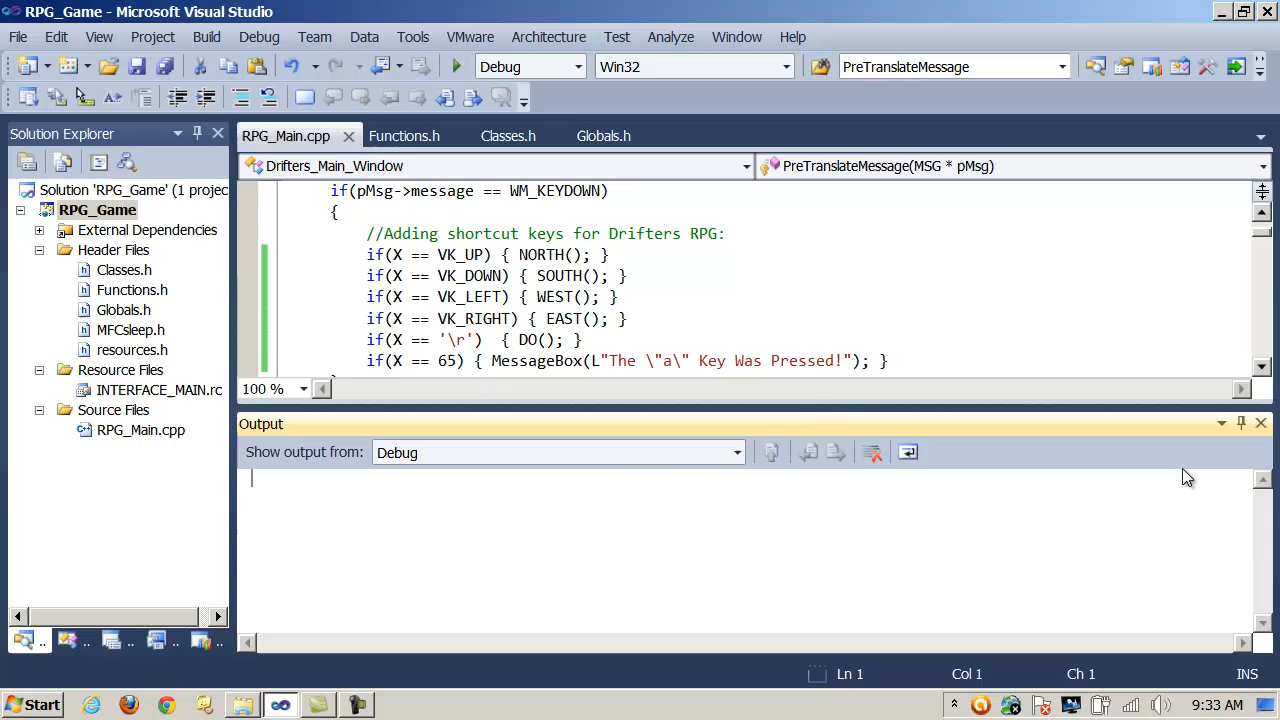 RPG_Game - Microsoft Visual Studio
File Edit View Project Build Debug Team Data Tools VMware Architecture Test Analyze Window Help
Debug Win32 PreTranslateMessage
Solution Explorer
RPG_Main.cpp Functions.h Classes.h Globals.h
Drifters_Main_Window PreTranslateMessage(MSG * pMsg)
Solution 'RPG_Game' (1 projec
RPG_Game
External Dependencies
Header Files
Classes.h
Functions.h
Globals.h
MFCsleep.h
resources.h
Resource Files
INTERFACE_MAIN.rc
Source Files
RPG_Main.cpp
if(pMsg->message == WM_KEYDOWN)
{
//Adding shortcut keys for Drifters RPG:
if(X == VK_UP) { NORTH(); }
if(X == VK_DOWN) { SOUTH(); }
if(X == VK_LEFT) { WEST(); }
if(X == VK_RIGHT) { EAST(); }
if(X == '\r')  { DO(); }
if(X == 65) { MessageBox(L"The \"a\" Key Was Pressed!"); }
100 %
Output
Show output from: Debug
Ln 1 Col 1 Ch 1 INS
Start 9:33 AM